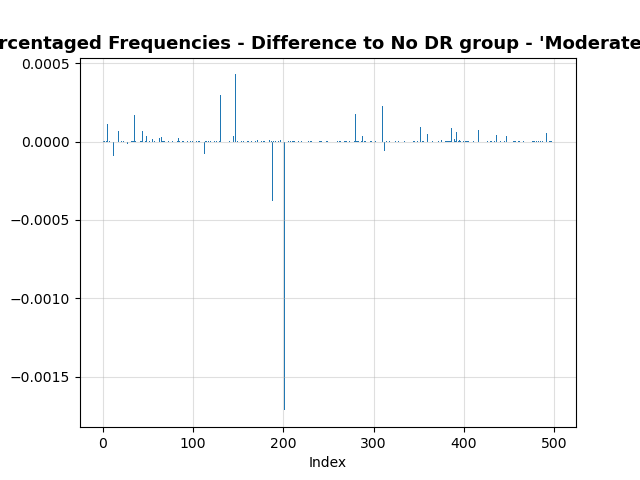 rcentaged Frequencies - Difference to No DR group - 'Moderate
0.0005
0.0000
−0.0005
−0.0010
−0.0015
0 100 200 300 400 500
Index